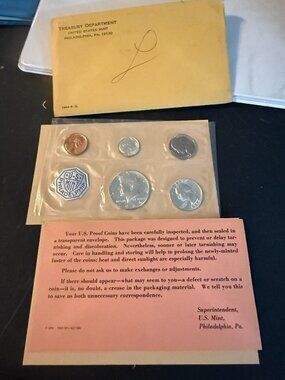 TREASURY DEPARTMENT
UNITED STATES MINT
PHILADELPHIA, PA. 19130
L
Your U.S. Proof Coins have been carefully inspected, and then sealed in
a transparent envelope. This package was designed to prevent or delay tar-
nishing and discoloration. Nevertheless, sooner or later tarnishing may
occur. Care in handling and storing will help to prolong the newly-minted
luster of the coins; heat and direct sunlight are especially harmful.
Please do not ask us to make exchanges or adjustments.
If there should appear—what may seem to you—a defect or scratch on a
coin—it is, no doubt, a crease in the packaging material. We tell you this
to save us both unnecessary correspondence.
Superintendent,
U.S. Mint,
Philadelphia, Pa.